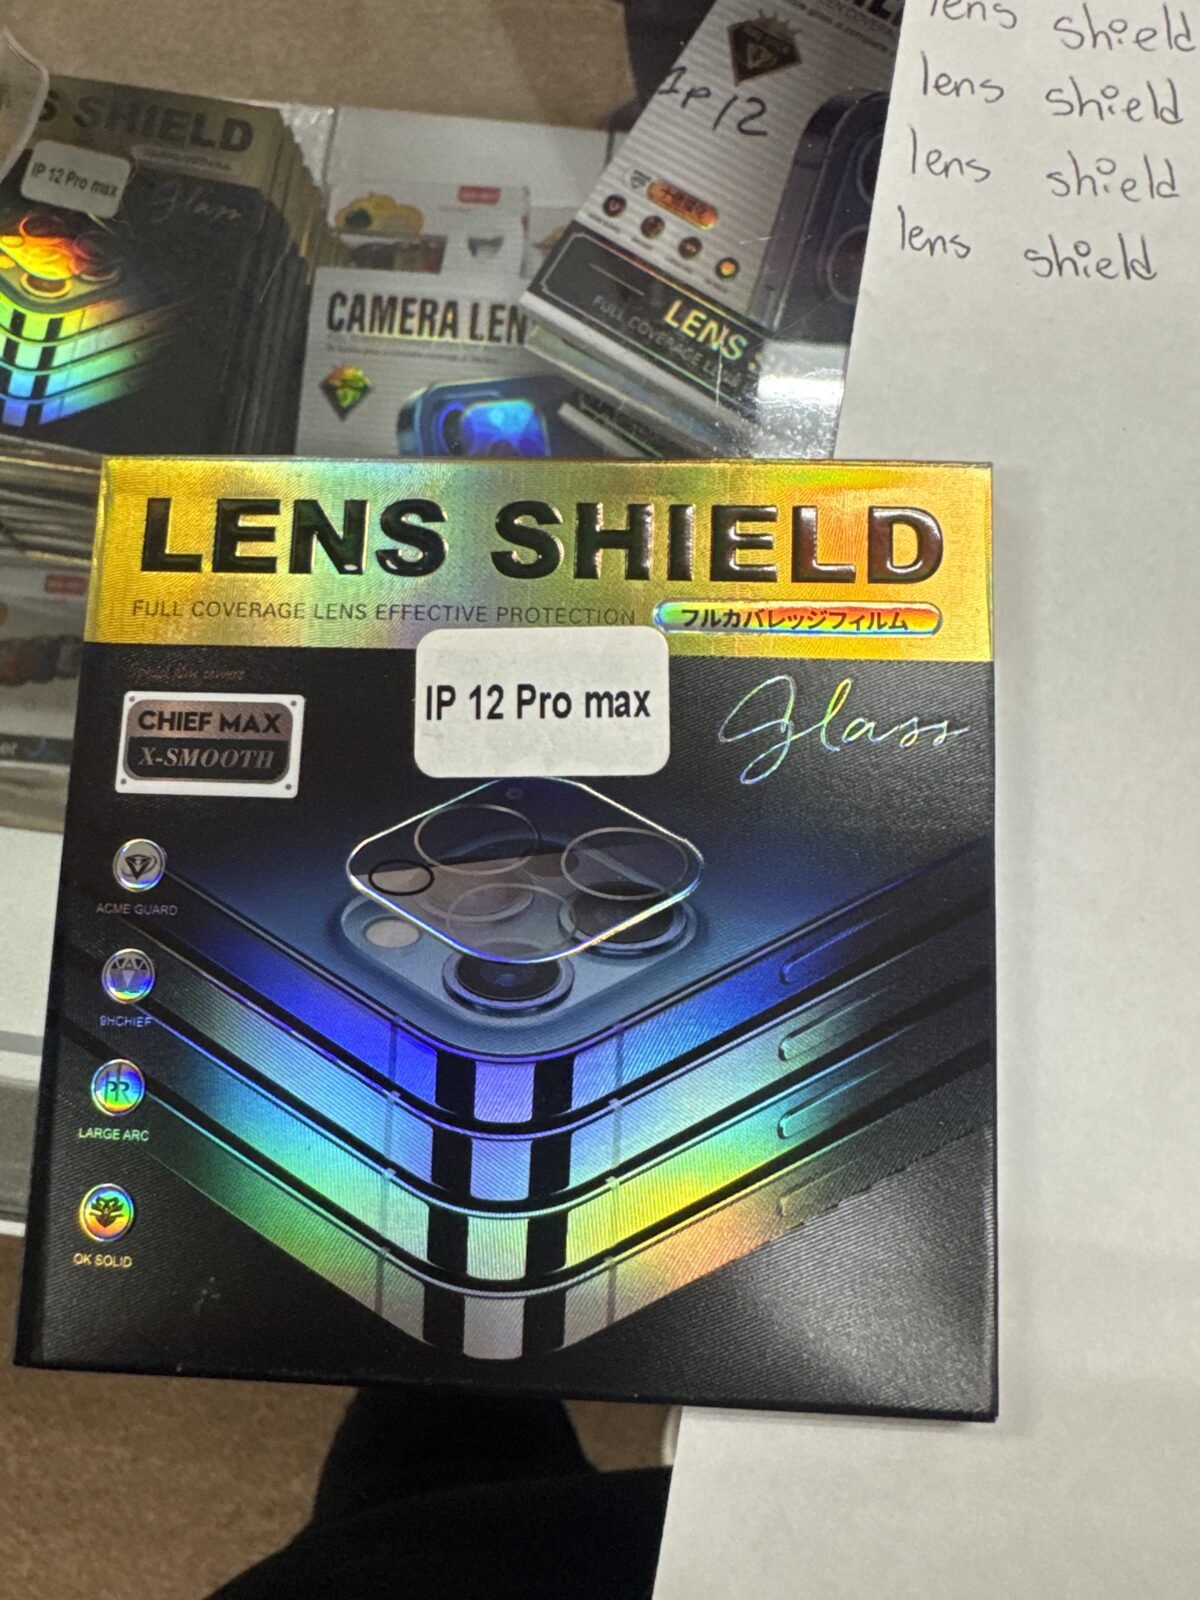 lens shield
lens shield
lens shield
lens shield
IP 12
S SHIELD
IP 12 Pro max
Glass
CAMERA LEN
LENS S
FULL COVERAGE LENS
LENS SHIELD
FULL COVERAGE LENS EFFECTIVE PROTECTION
フルカバレッジフィルム
IP 12 Pro max
CHIEF MAX
X-SMOOTH
Glass
ACME GUARD
9HCHIEF
LARGE ARC
OK SOLID